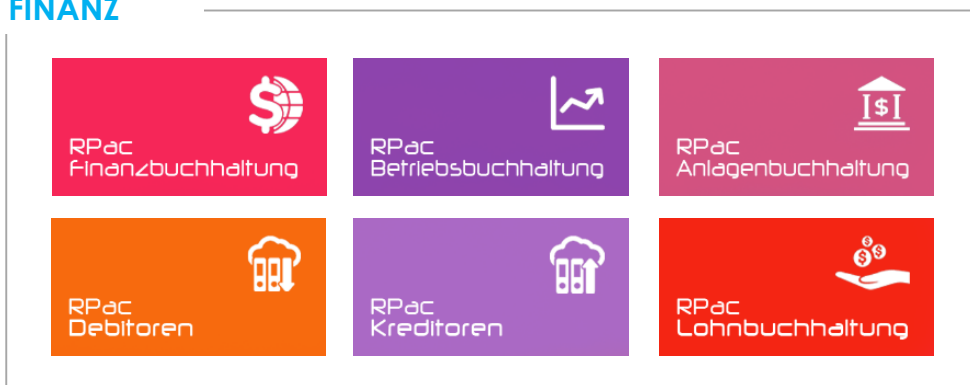 FINANZ
RPac
Finanzbuchhaltung
RPac
Betriebsbuchhaltung
RPac
Anlagenbuchhaltung
RPac
Debitoren
RPac
Kreditoren
RPac
Lohnbuchhaltung